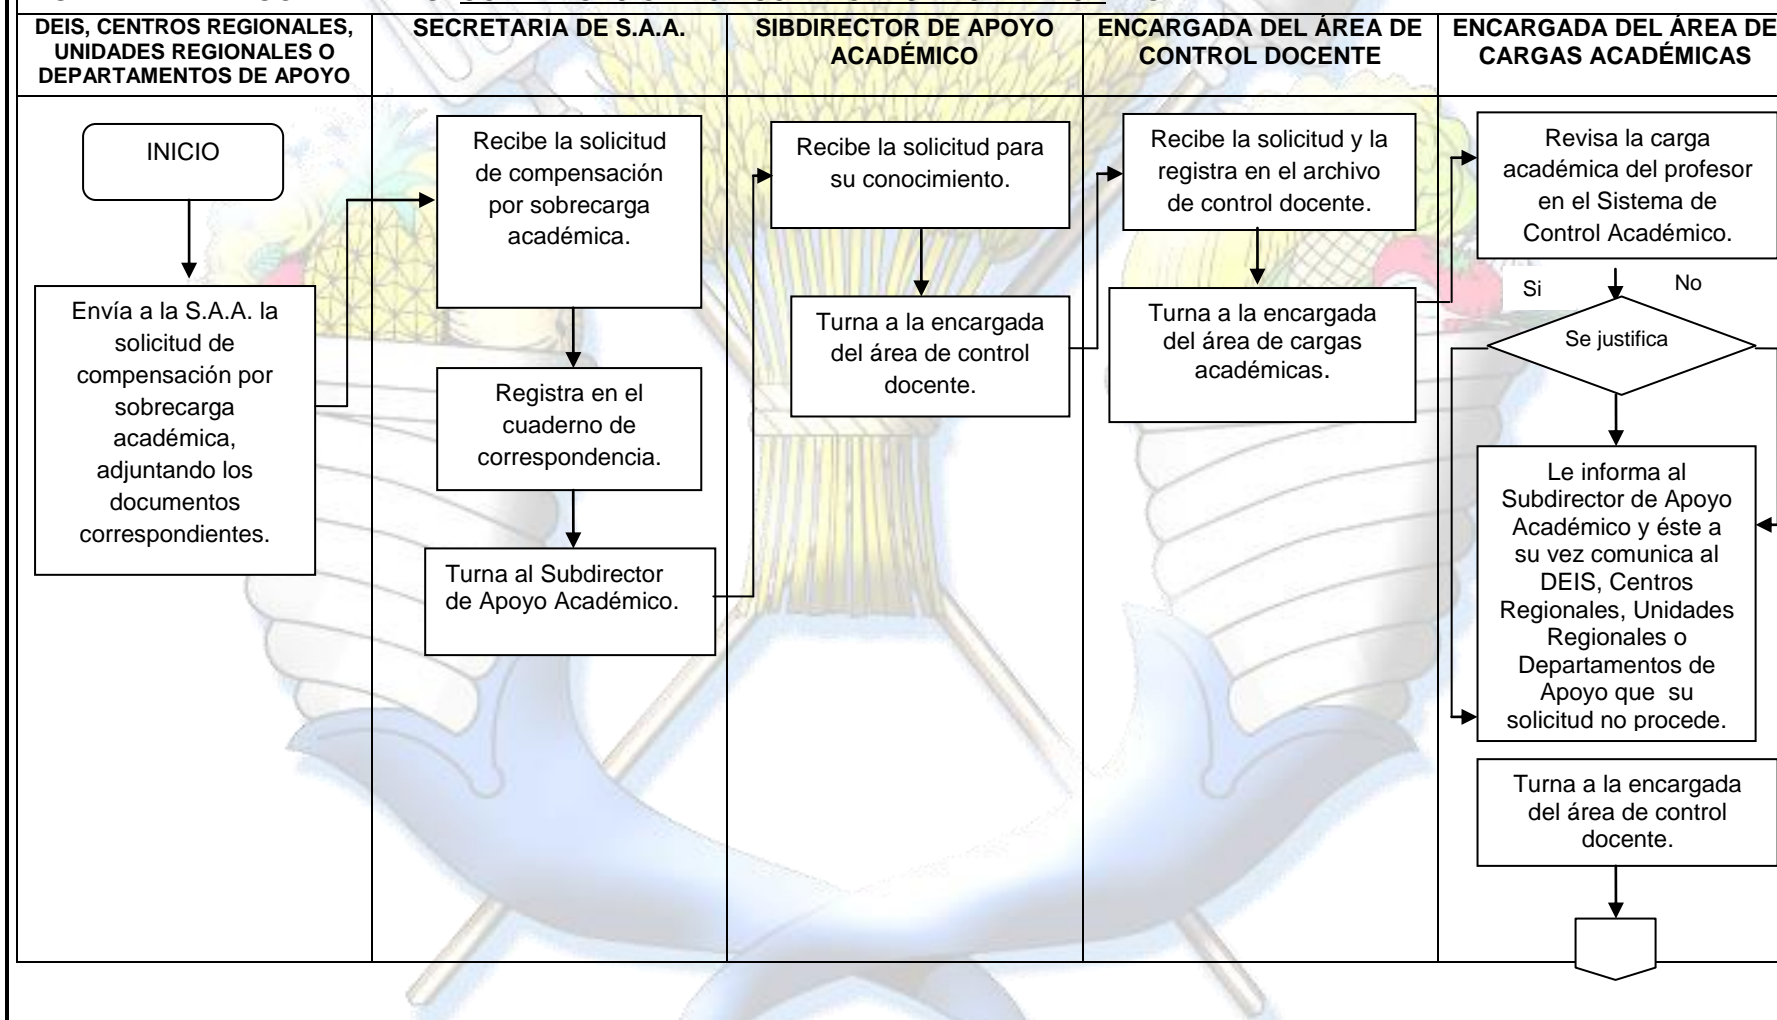 DEIS, CENTROS REGIONALES,
UNIDADES REGIONALES O
DEPARTAMENTOS DE APOYO
SECRETARIA DE S.A.A.
SIBDIRECTOR DE APOYO
ACADÉMICO
ENCARGADA DEL ÁREA DE
CONTROL DOCENTE
ENCARGADA DEL ÁREA DE
CARGAS ACADÉMICAS
INICIO
Envía a la S.A.A. la
solicitud de
compensación por
sobrecarga
académica,
adjuntando los
documentos
correspondientes.
Recibe la solicitud
de compensación
por sobrecarga
académica.
Registra en el
cuaderno de
correspondencia.
Turna al Subdirector
de Apoyo Académico.
Recibe la solicitud para
su conocimiento.
Turna a la encargada
del área de control
docente.
Recibe la solicitud y la
registra en el archivo
de control docente.
Turna a la encargada
del área de cargas
académicas.
Revisa la carga
académica del profesor
en el Sistema de
Control Académico.
Si
No
Se justifica
Le informa al
Subdirector de Apoyo
Académico y éste a
su vez comunica al
DEIS, Centros
Regionales, Unidades
Regionales o
Departamentos de
Apoyo que su
solicitud no procede.
Turna a la encargada
del área de control
docente.